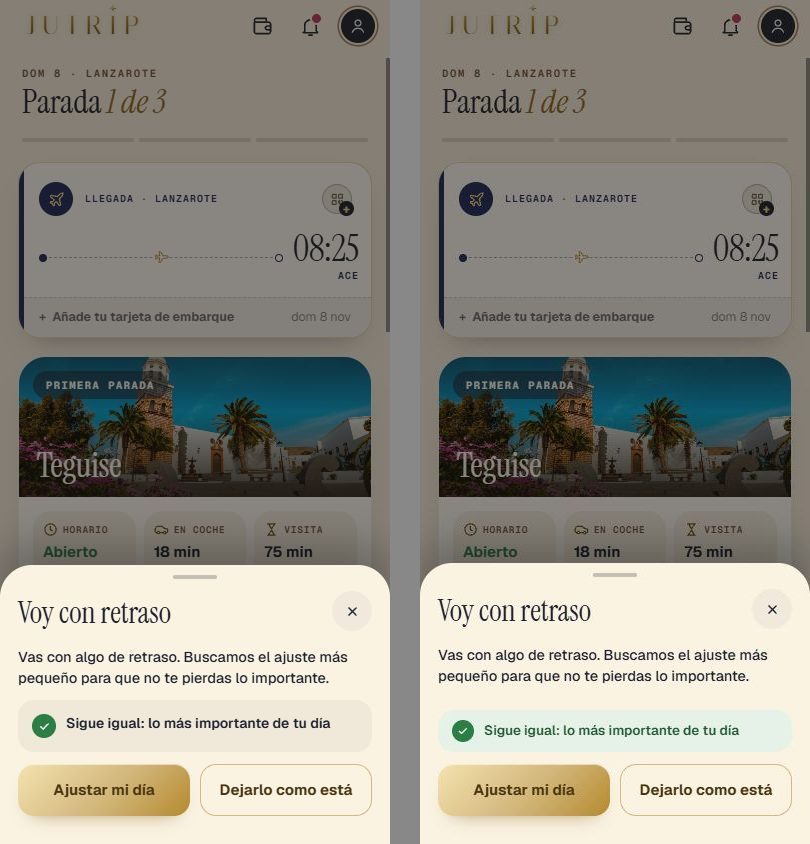 JUTRIP
DOM 8 · LANZAROTE
Parada 1 de 3
LLEGADA · LANZAROTE
08:25
ACE
+ Añade tu tarjeta de embarque dom 8 nov
PRIMERA PARADA
Teguise
HORARIO EN COCHE VISITA
Abierto 18 min 75 min
Voy con retraso
×
Vas con algo de retraso. Buscamos el ajuste más
pequeño para que no te pierdas lo importante.
Sigue igual: lo más importante de tu día
Ajustar mi día Dejarlo como está
JUTRIP
DOM 8 · LANZAROTE
Parada 1 de 3
LLEGADA · LANZAROTE
08:25
ACE
+ Añade tu tarjeta de embarque dom 8 nov
PRIMERA PARADA
Teguise
HORARIO EN COCHE VISITA
Abierto 18 min 75 min
Voy con retraso
×
Vas con algo de retraso. Buscamos el ajuste más
pequeño para que no te pierdas lo importante.
Sigue igual: lo más importante de tu día
Ajustar mi día Dejarlo como está